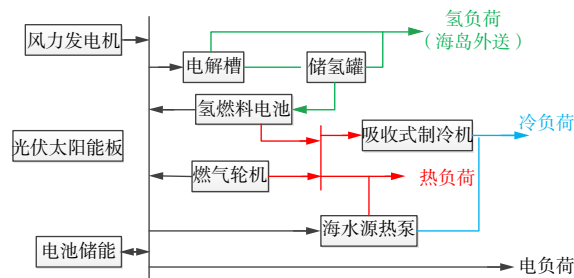 风力发电机
氢负荷
（海岛外送）
电解槽
储氢罐
氢燃料电池
冷负荷
吸收式制冷机
光伏太阳能板
燃气轮机
热负荷
海水源热泵
电池储能
电负荷